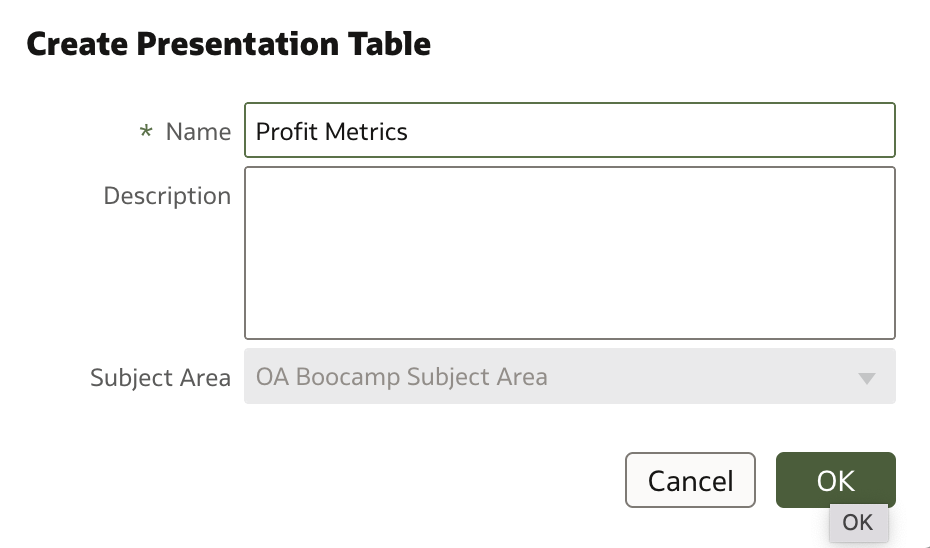 Create Presentation Table
* Name Profit Metrics
Description
Subject Area OA Boocamp Subject Area
Cancel OK
OK